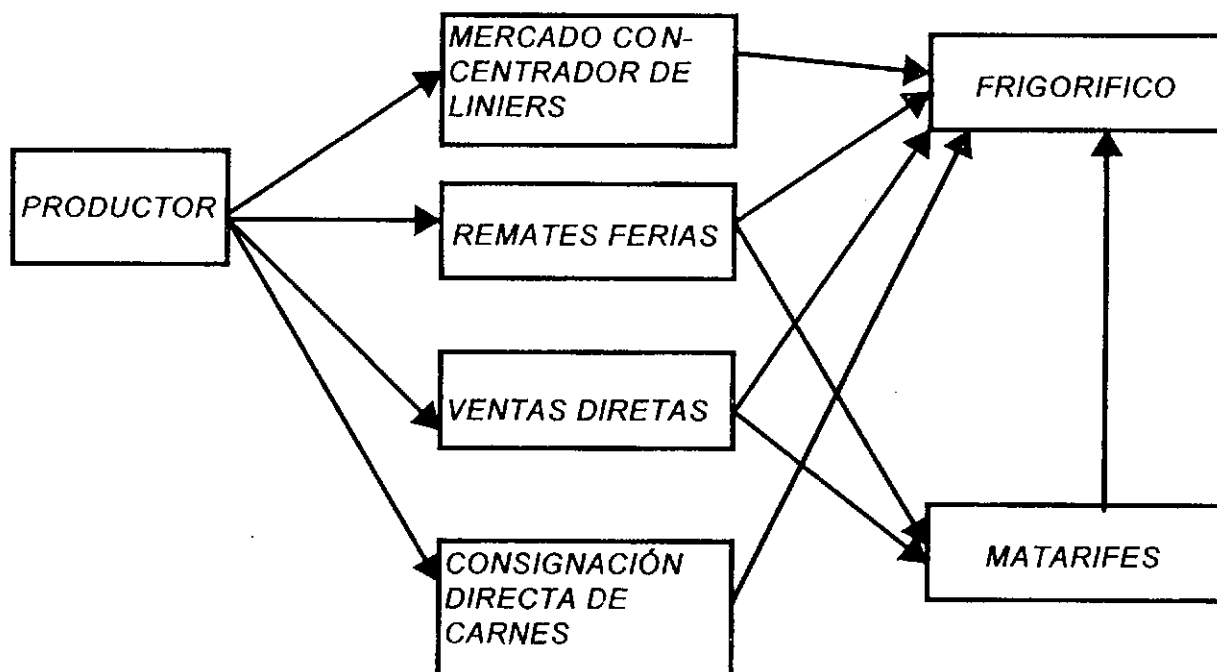 MERCADO CON-
CENTRADOR DE
LINIERS
FRIGORIFICO
PRODUCTOR
REMATES FERIAS
VENTAS DIRETAS
CONSIGNACIÓN
DIRECTA DE
CARNES
MATARIFES